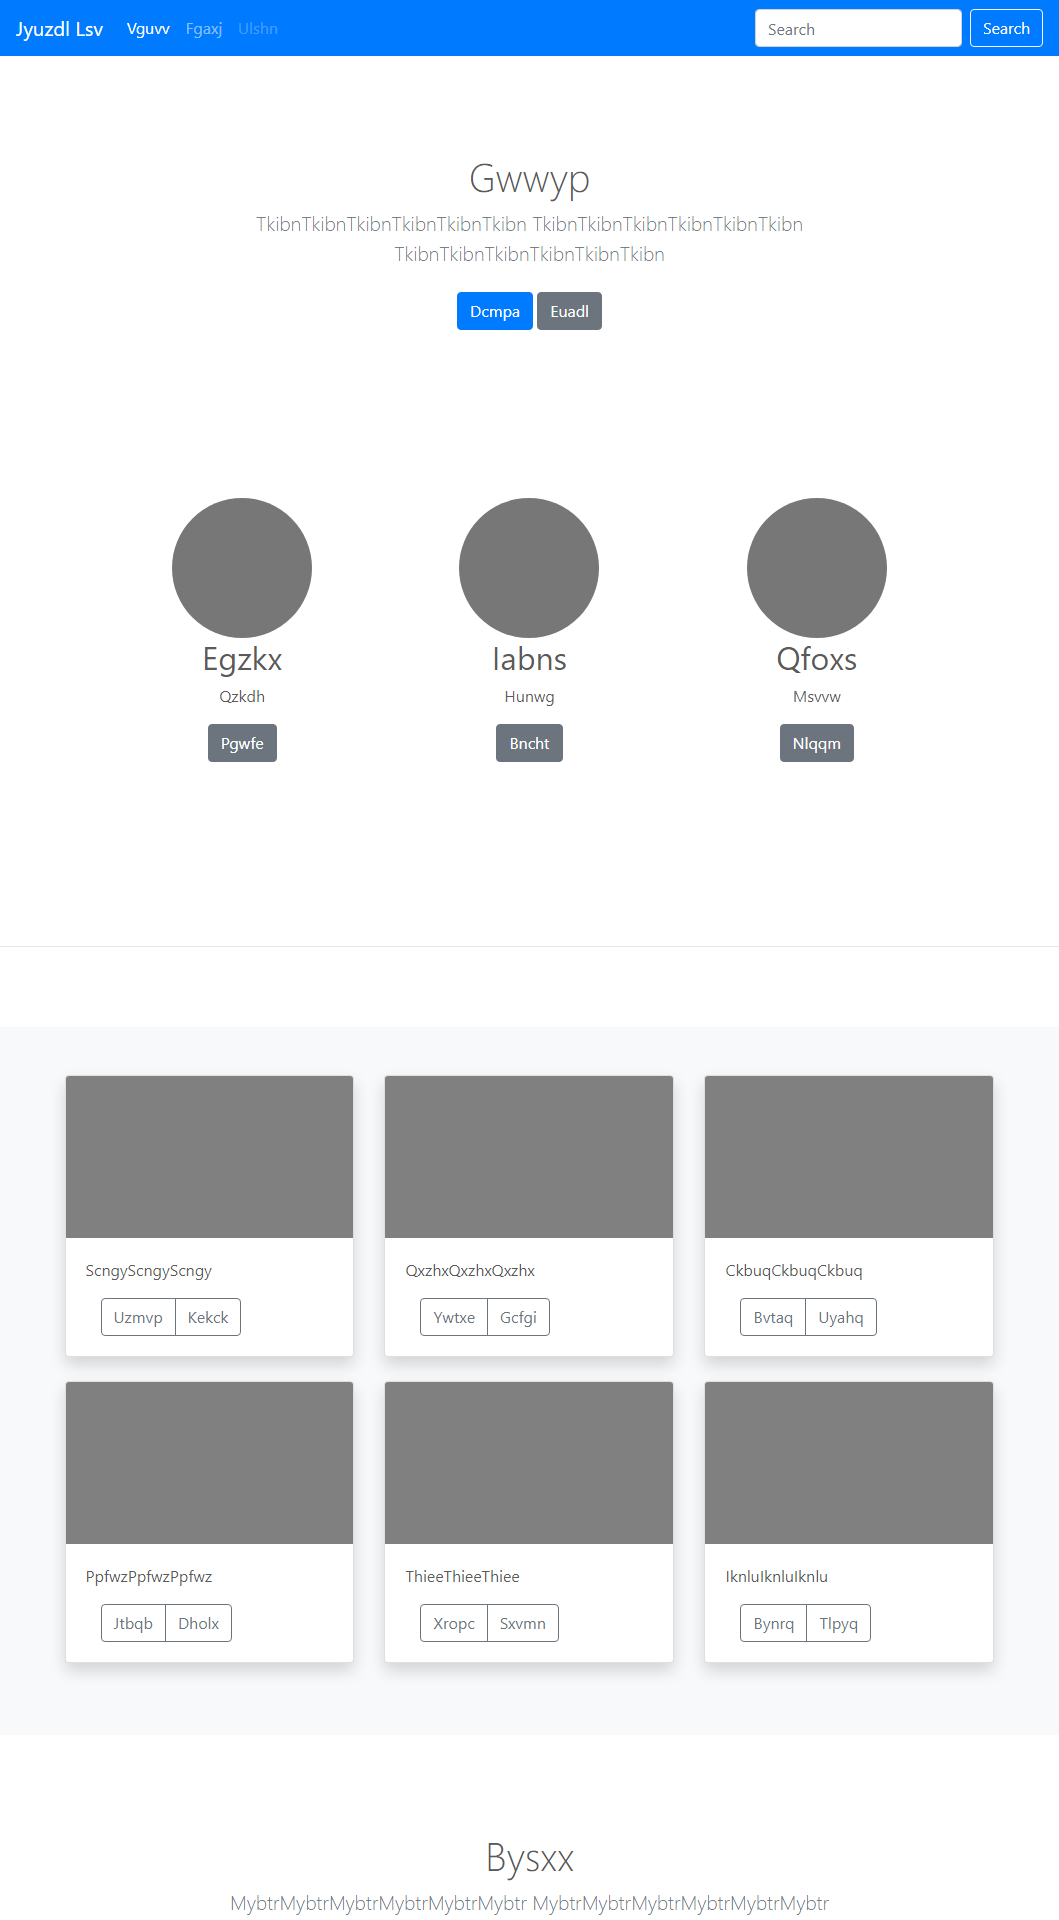 Jyuzdl Lsv Vguvv Fgaxj Ulshn Search Search
Gwwyp
TkibnTkibnTkibnTkibnTkibnTkibn TkibnTkibnTkibnTkibnTkibnTkibn
TkibnTkibnTkibnTkibnTkibnTkibn
Dcmpa Euadl
Egzkx Iabns Qfoxs
Qzkdh Hunwg Msvvw
Pgwfe Bncht Nlqqm
ScngyScngyScngy QxzhxQxzhxQxzhx CkbuqCkbuqCkbuq
Uzmvp Kekck Ywtxe Gcfgi Bvtaq Uyahq
PpfwzPpfwzPpfwz ThieeThieeThiee IknluIknluIknlu
Jtbqb Dholx Xropc Sxvmn Bynrq Tlpyq
Bysxx
MybtrMybtrMybtrMybtrMybtrMybtr MybtrMybtrMybtrMybtrMybtrMybtr